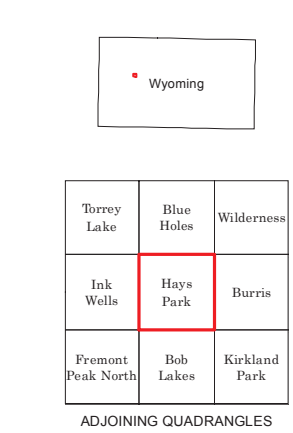 Wyoming
Torrey
Lake
Blue
Holes
Wilderness
Ink
Wells
Hays
Park
Burris
Fremont
Peak North
Bob
Lakes
Kirkland
Park
ADJOINING QUADRANGLES